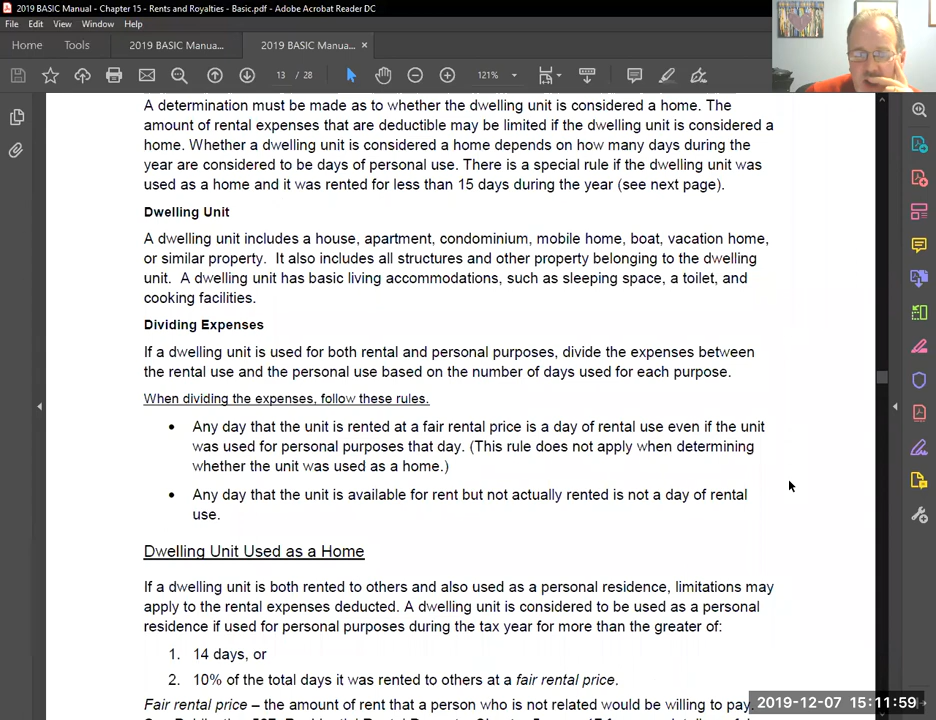 2019 BASIC Manual - Chapter 15 - Rents and Royalties - Basic.pdf - Adobe Acrobat Reader DC
File Edit View Window Help
Home Tools 2019 BASIC Manua... 2019 BASIC Manua... ×
13 / 28 121%
A determination must be made as to whether the dwelling unit is considered a home. The
amount of rental expenses that are deductible may be limited if the dwelling unit is considered a
home. Whether a dwelling unit is considered a home depends on how many days during the
year are considered to be days of personal use. There is a special rule if the dwelling unit was
used as a home and it was rented for less than 15 days during the year (see next page).
Dwelling Unit
A dwelling unit includes a house, apartment, condominium, mobile home, boat, vacation home,
or similar property. It also includes all structures and other property belonging to the dwelling
unit. A dwelling unit has basic living accommodations, such as sleeping space, a toilet, and
cooking facilities.
Dividing Expenses
If a dwelling unit is used for both rental and personal purposes, divide the expenses between
the rental use and the personal use based on the number of days used for each purpose.
When dividing the expenses, follow these rules.
• Any day that the unit is rented at a fair rental price is a day of rental use even if the unit
was used for personal purposes that day. (This rule does not apply when determining
whether the unit was used as a home.)
• Any day that the unit is available for rent but not actually rented is not a day of rental
use.
Dwelling Unit Used as a Home
If a dwelling unit is both rented to others and also used as a personal residence, limitations may
apply to the rental expenses deducted. A dwelling unit is considered to be used as a personal
residence if used for personal purposes during the tax year for more than the greater of:
1. 14 days, or
2. 10% of the total days it was rented to others at a fair rental price.
Fair rental price – the amount of rent that a person who is not related would be willing to pay.
2019-12-07 15:11:59